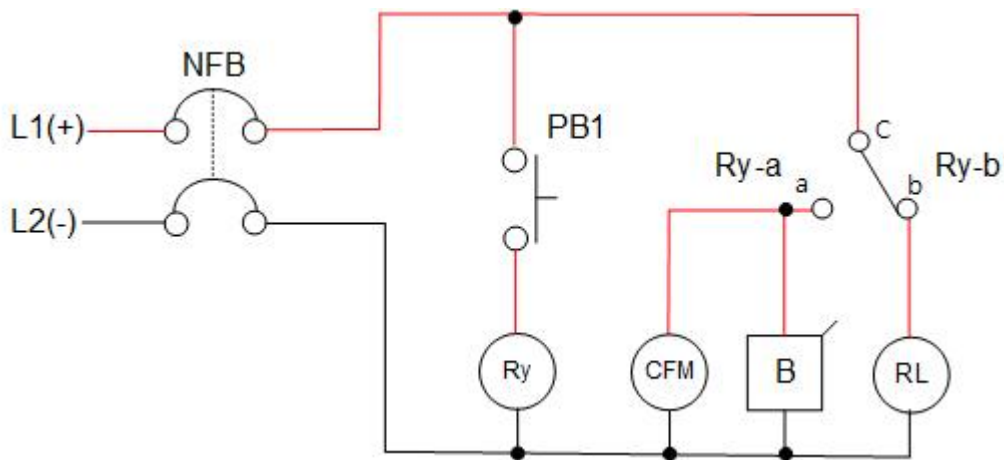 NFB
L1(+)
PB1
C
Ry-a
a
b
Ry-b
L2(-)
Ry
CFM
B
RL